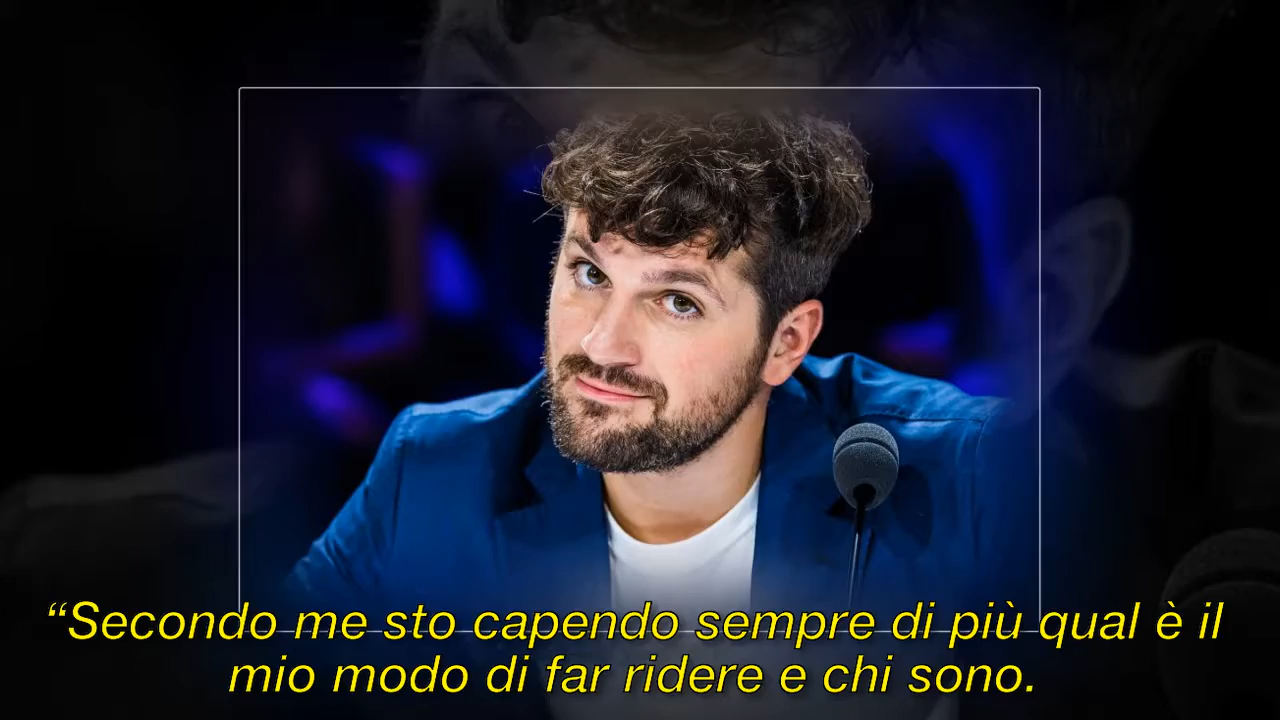 “Secondo me sto capendo sempre di più qual è il
mio modo di far ridere e chi sono.